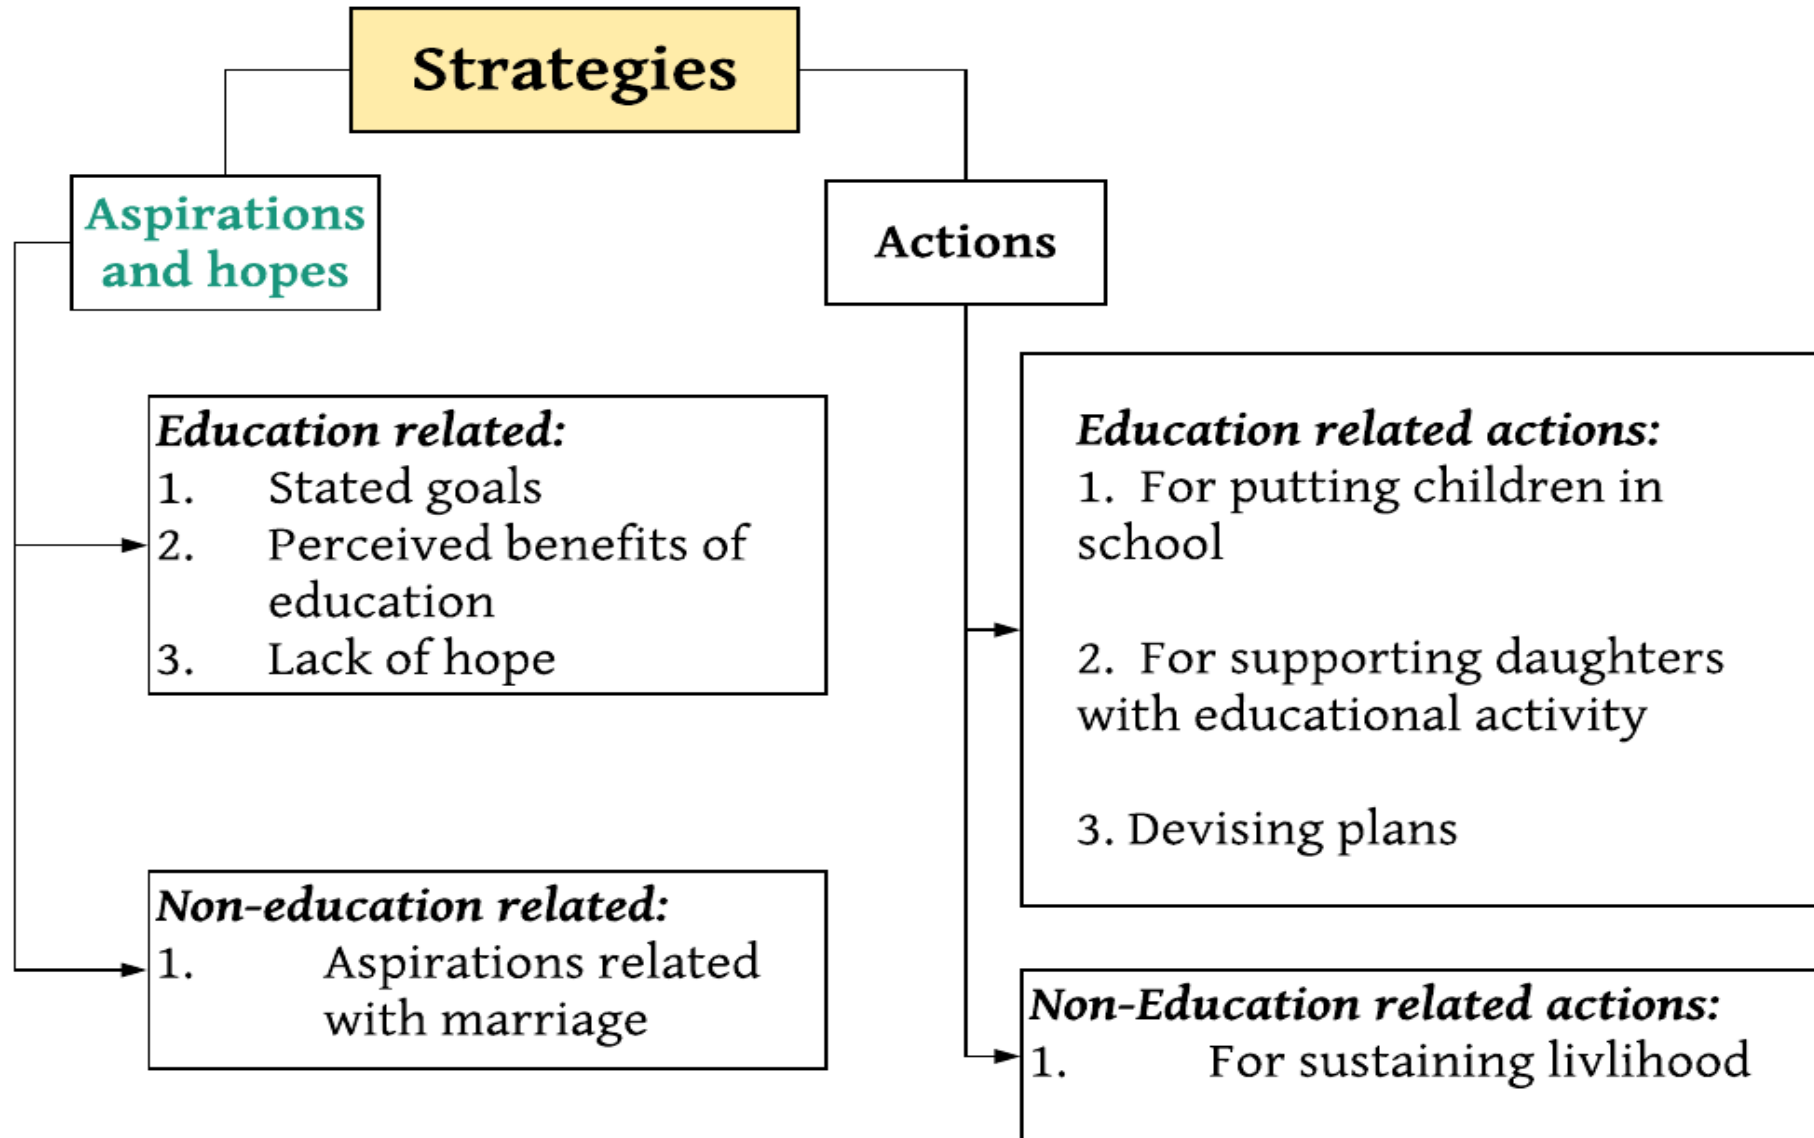 Strategies
Aspirations
and hopes
Actions
Education related:
1. Stated goals
2. Perceived benefits of
education
3. Lack of hope
Non-education related:
1. Aspirations related
with marriage
Education related actions:
1. For putting children in
school
2. For supporting daughters
with educational activity
3. Devising plans
Non-Education related actions:
1. For sustaining livlihood